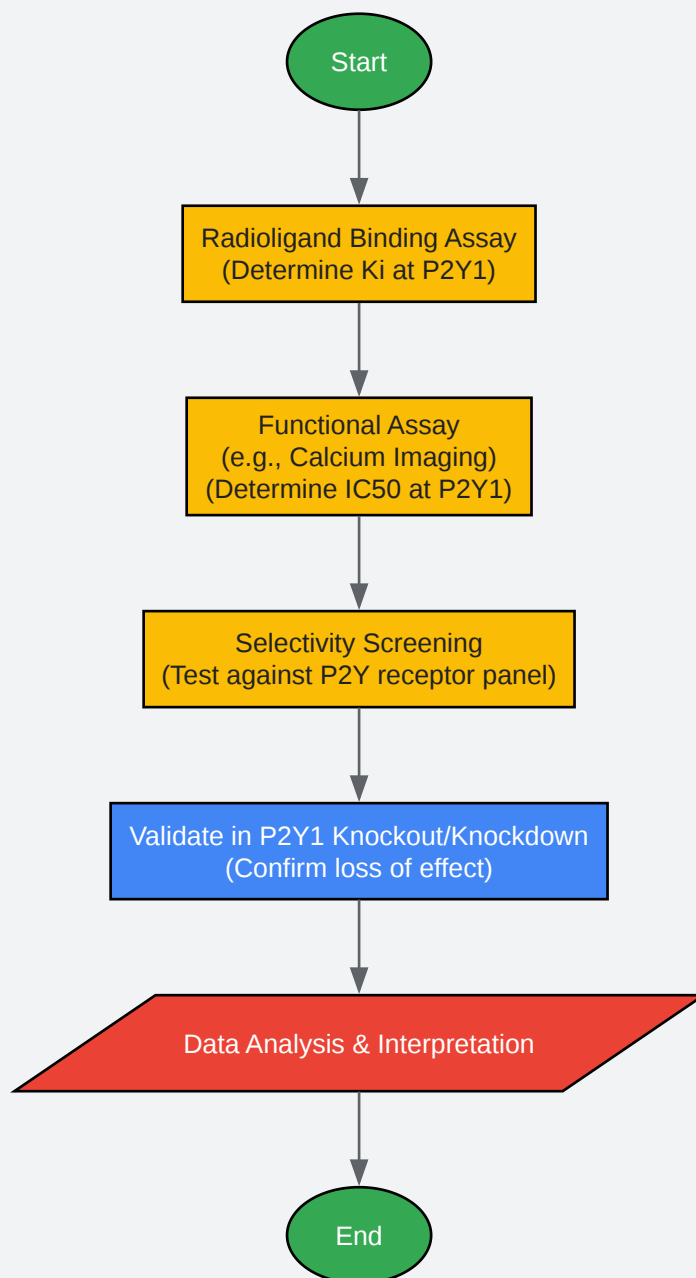 Start
Radioligand Binding Assay
(Determine Ki at P2Y1)
Functional Assay
(e.g., Calcium Imaging)
(Determine IC50 at P2Y1)
Selectivity Screening
(Test against P2Y receptor panel)
Validate in P2Y1 Knockout/Knockdown
(Confirm loss of effect)
Data Analysis & Interpretation
End